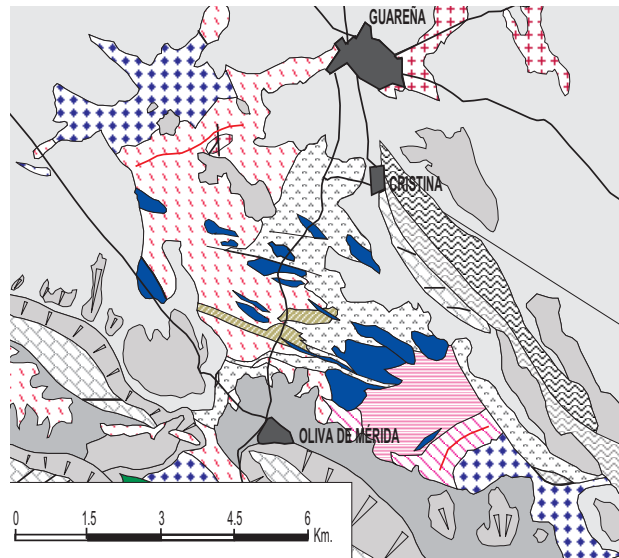 GUAREÑA
CRISTINA
OLIVA DE MÉRIDA
0 1.5 3 4.5 6
Km.